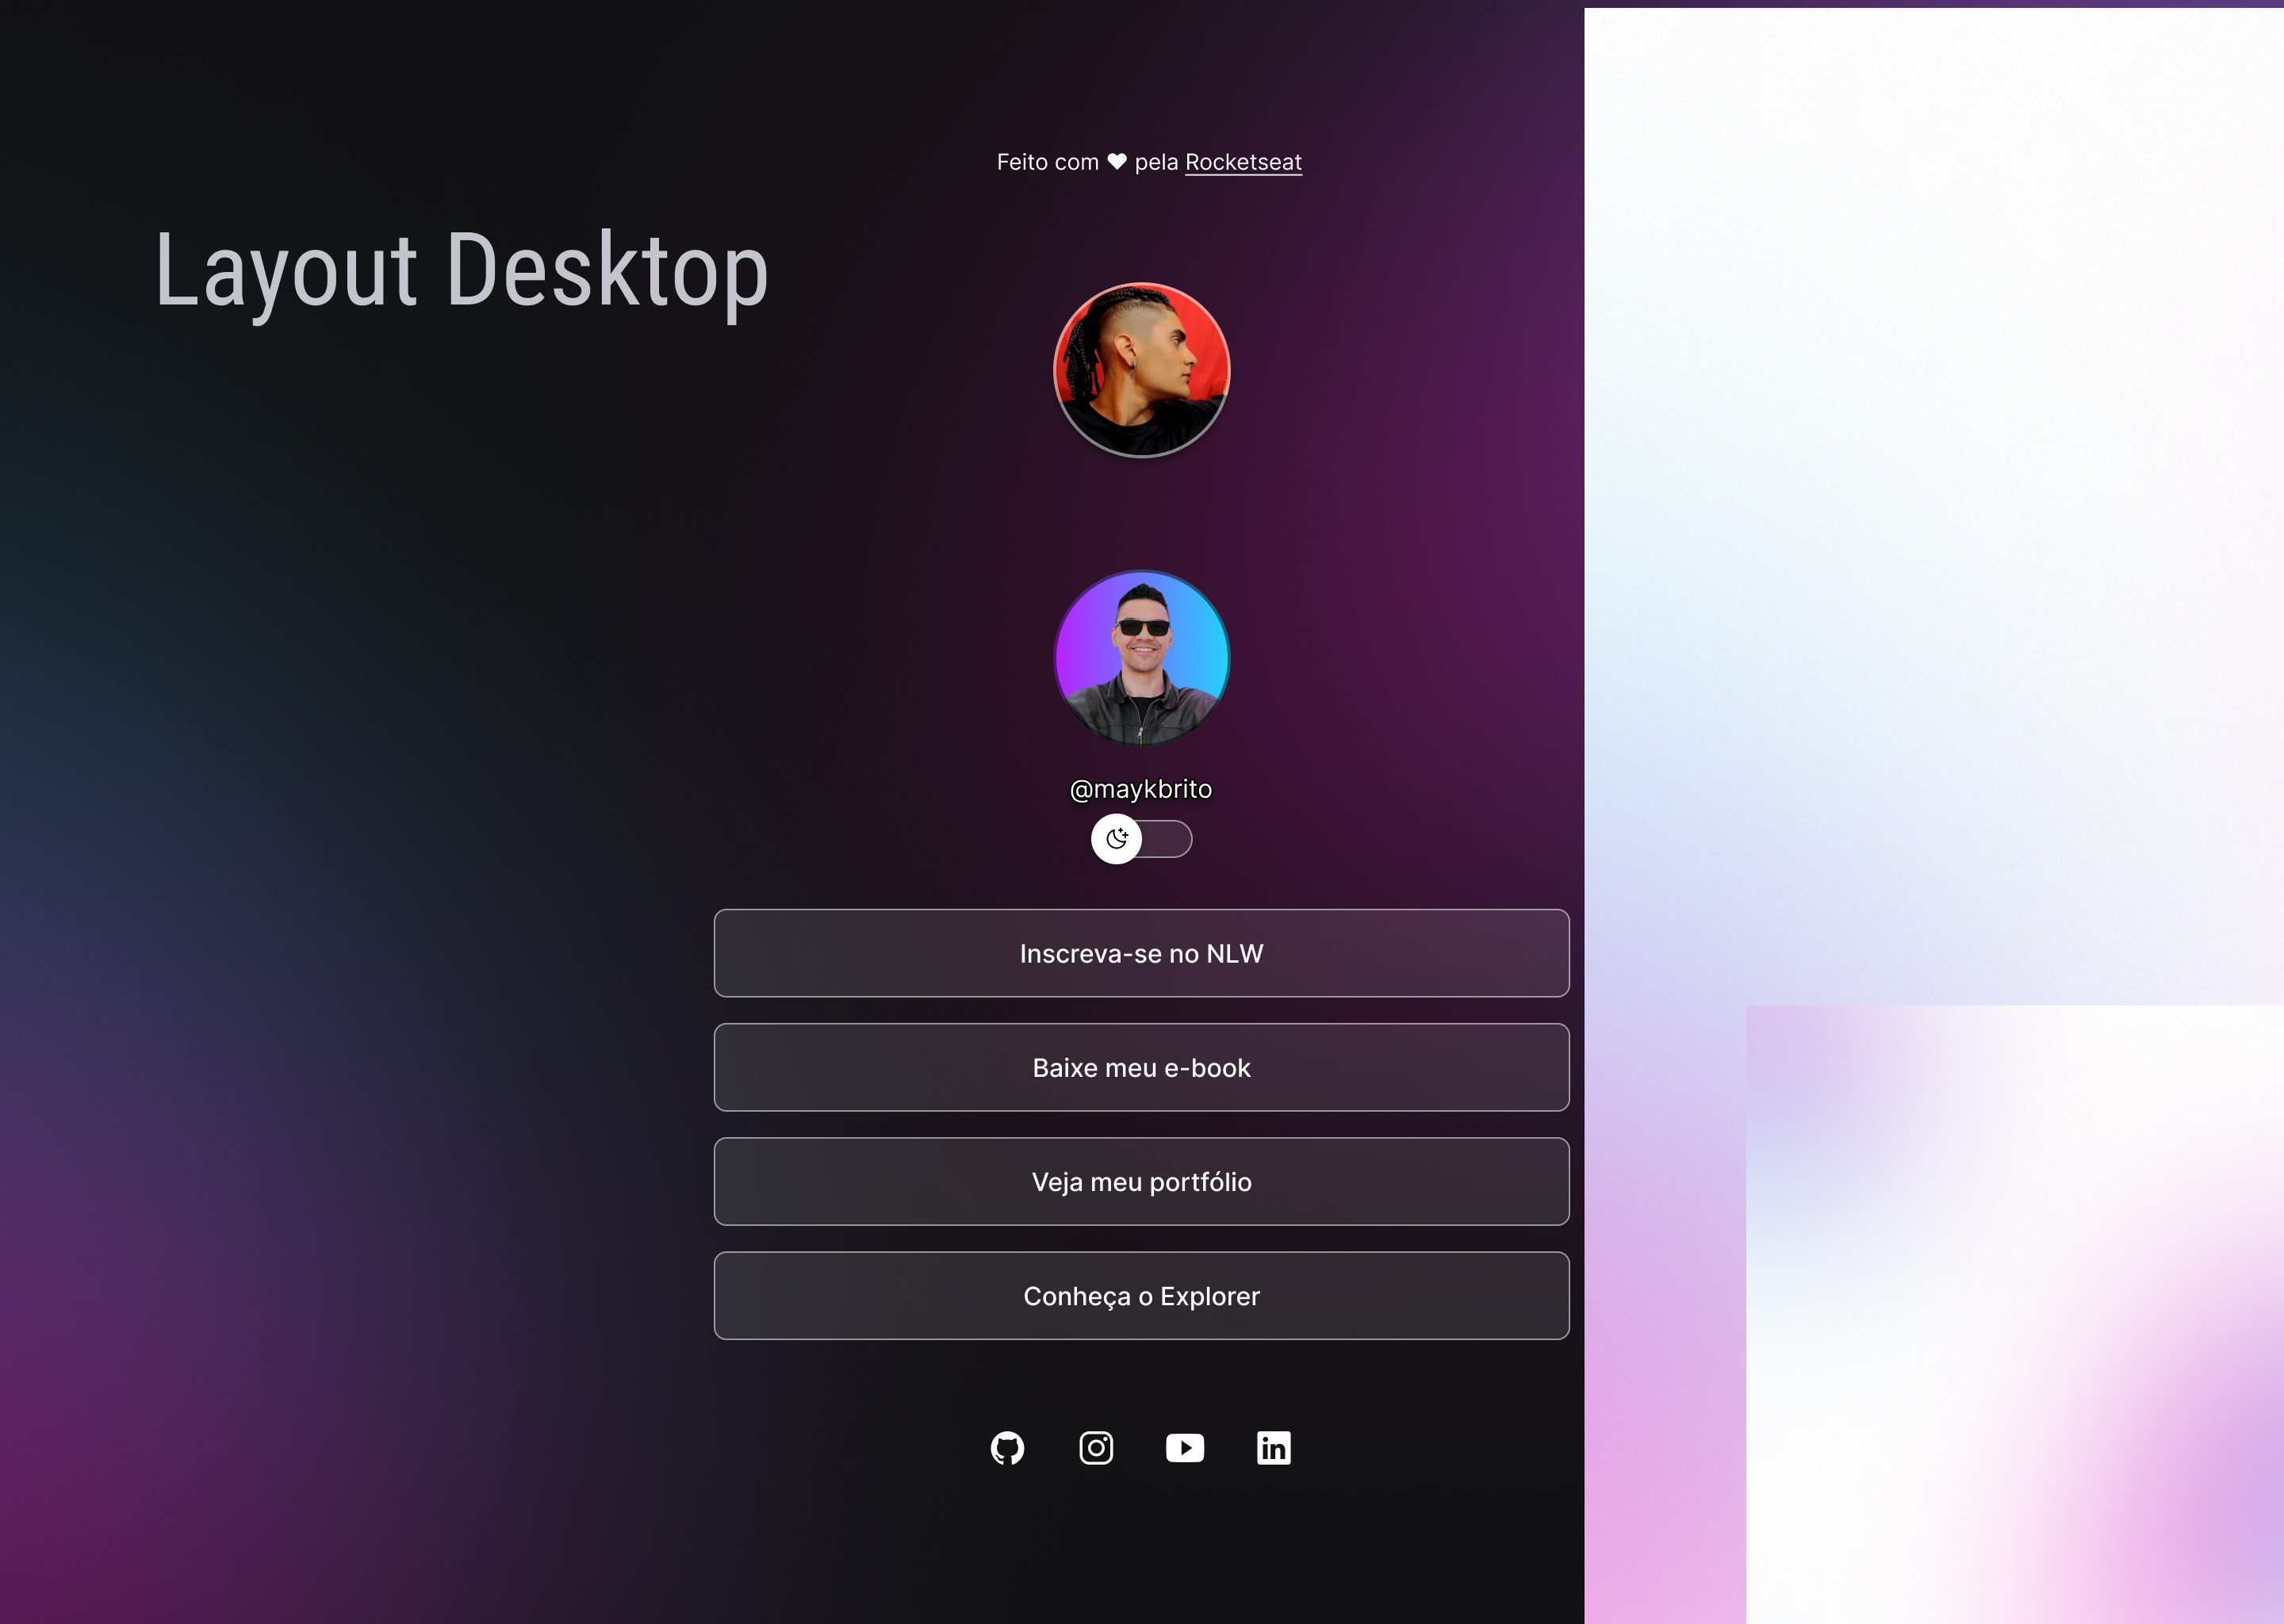 Feito com ♥ pela Rocketseat
Layout Desktop
@maykbrito
Inscreva-se no NLW
Baixe meu e-book
Veja meu portfólio
Conheça o Explorer
in